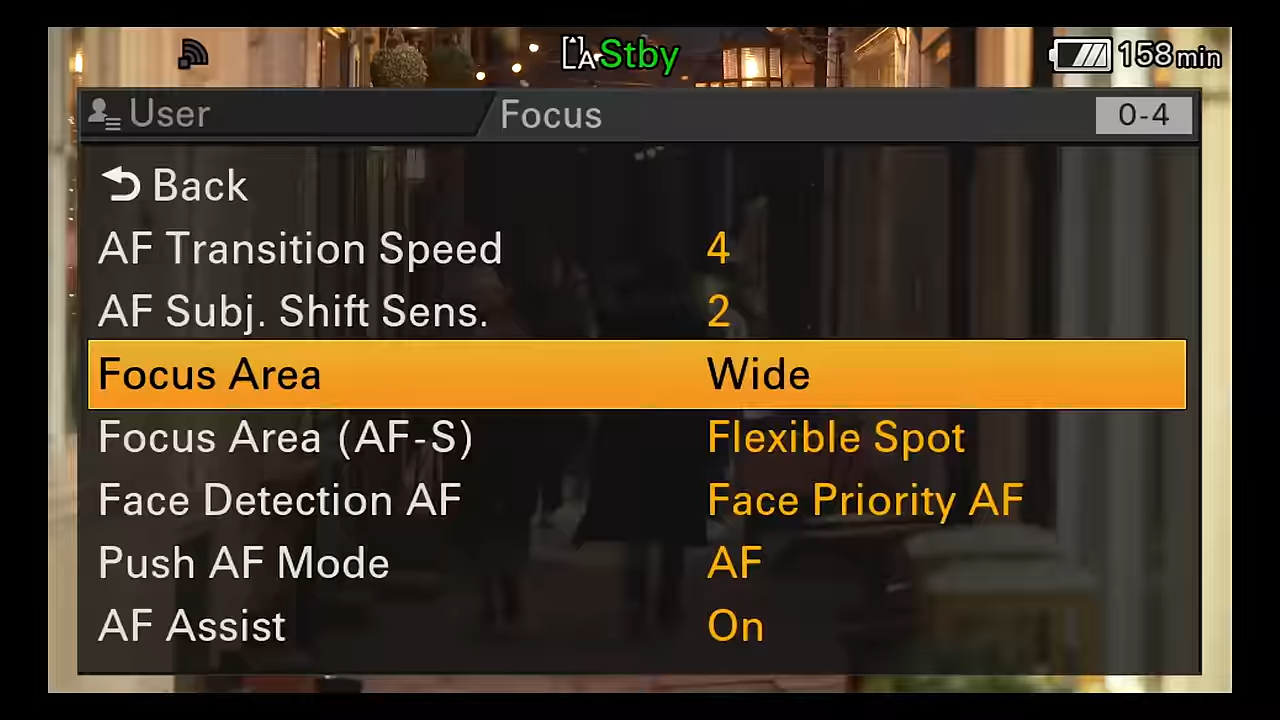 A Stby 158min
User Focus 0-4
Back
AF Transition Speed 4
AF Subj. Shift Sens. 2
Focus Area Wide
Focus Area (AF-S) Flexible Spot
Face Detection AF Face Priority AF
Push AF Mode AF
AF Assist On